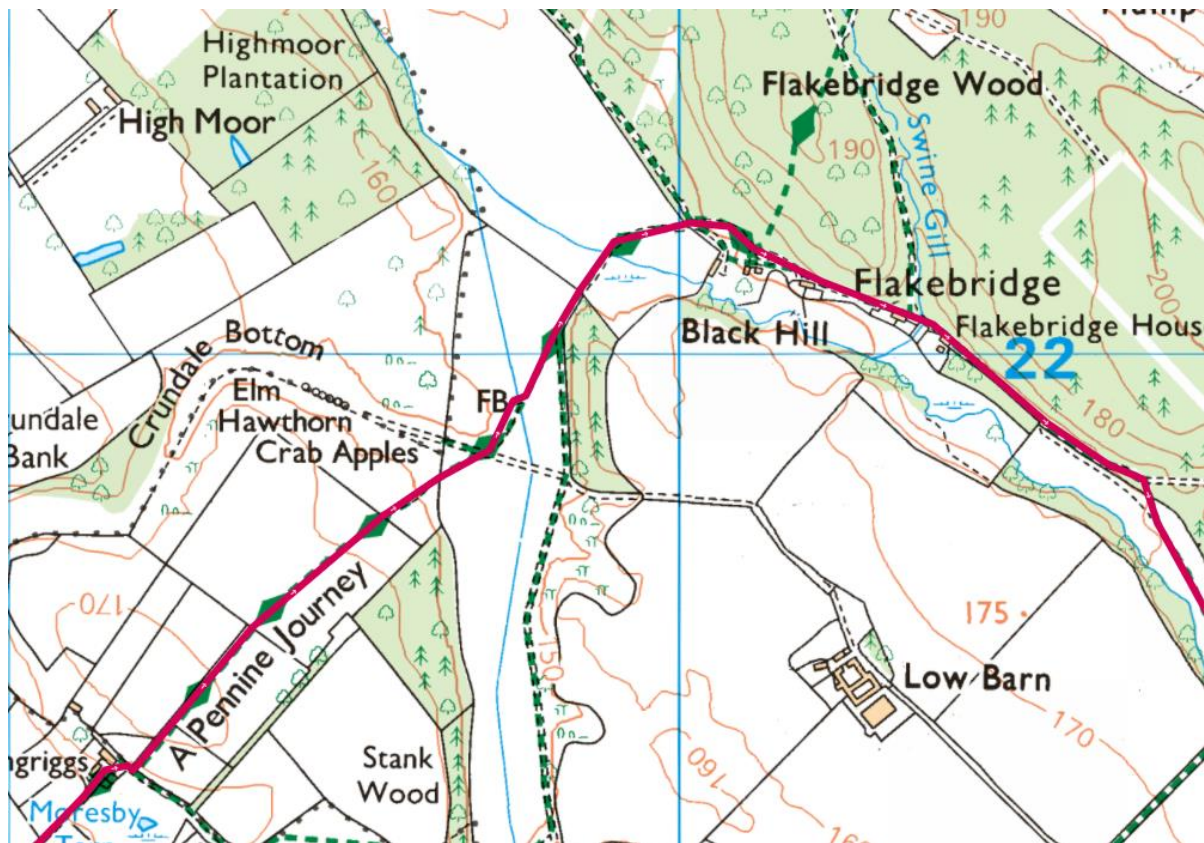 Highmoor
Plantation
190
Flakebridge Wood
High Moor
160
190
Swine Gill
200
Flakebridge
Black Hill
Flakebridge Hous
22
Crundale Bottom
Elm
Hawthorn
Crab Apples
FB
undale
Bank
180
170
A Pennine Journey
150
175
Low Barn
170
ngriggs
Stank
Wood
160
Moresby